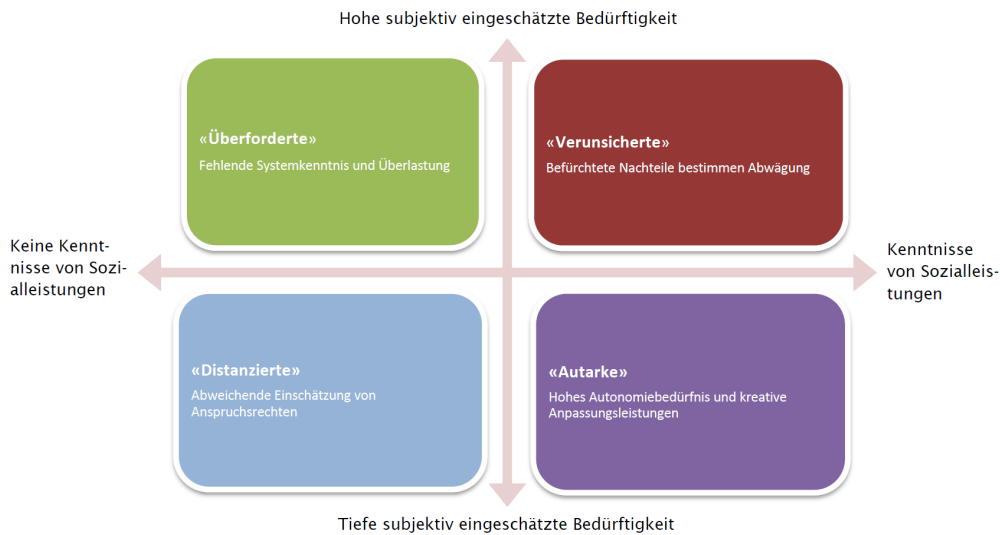 Hohe subjektiv eingeschätzte Bedürftigkeit
«Überforderte»
Fehlende Systemkenntnis und Überlastung
«Verunsicherte»
Befürchtete Nachteile bestimmen Abwägung
Keine Kennt-
nisse von Sozi-
alleistungen
Kenntnisse
von Sozialleis-
tungen
«Distanzierte»
Abweichende Einschätzung von
Anspruchsrechten
«Autarke»
Hohes Autonomiebedürfnis und kreative
Anpassungsleistungen
Tiefe subjektiv eingeschätzte Bedürftigkeit